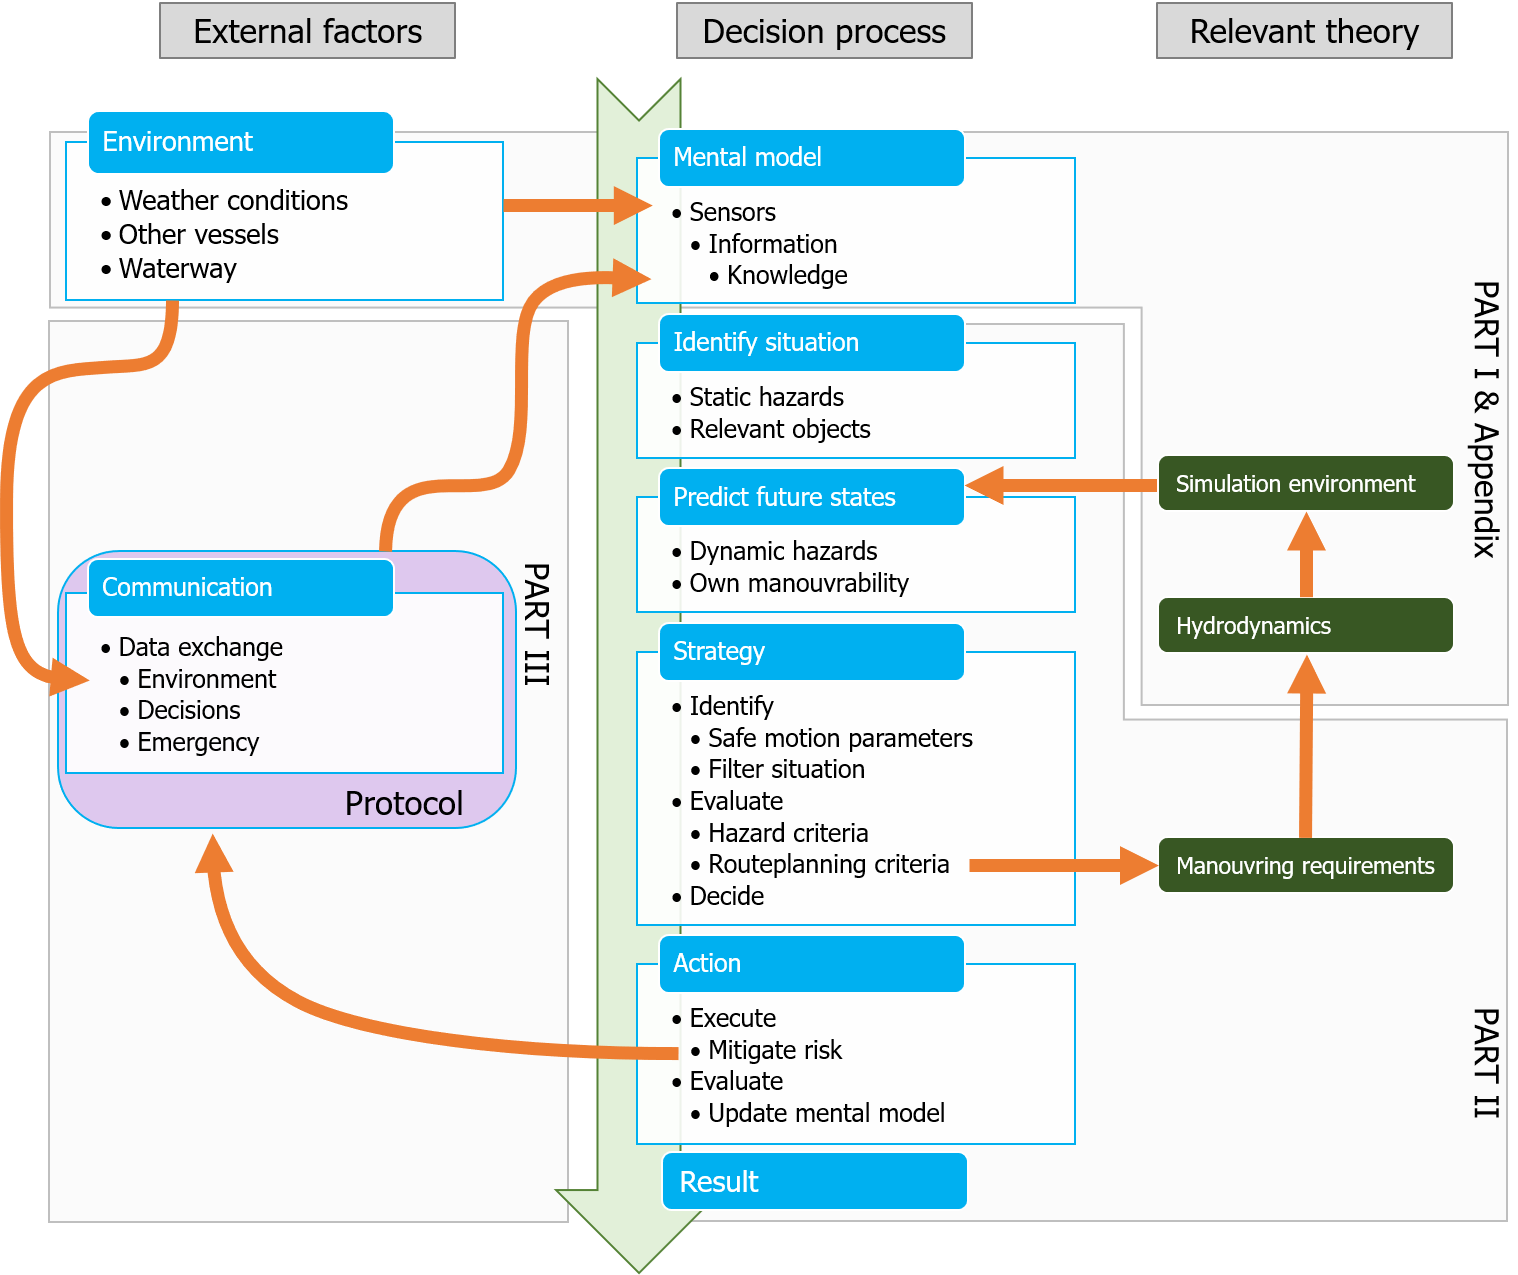 External factors
Decision process
Relevant theory
Environment
• Weather conditions
• Other vessels
• Waterway
Mental model
• Sensors
• Information
• Knowledge
Identify situation
• Static hazards
• Relevant objects
Predict future states
• Dynamic hazards
• Own manouvrability
Strategy
• Identify
• Safe motion parameters
• Filter situation
• Evaluate
• Hazard criteria
• Routeplanning criteria
• Decide
Action
• Execute
• Mitigate risk
• Evaluate
• Update mental model
Result
Communication
• Data exchange
• Environment
• Decisions
• Emergency
Protocol
PART III
Simulation environment
Hydrodynamics
Manouvring requirements
PART I & Appendix
PART II